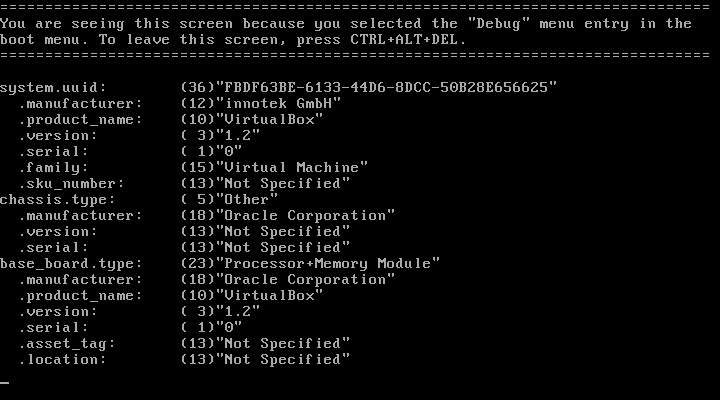 ===============================================================================
You are seeing this screen because you selected the "Debug" menu entry in the
boot menu. To leave this screen, press CTRL+ALT+DEL.
===============================================================================
system.uuid: (36)"FBDF63BE-6133-44D6-8DCC-50B28E656625"
.manufacturer: (12)"innotek GmbH"
.product_name: (10)"VirtualBox"
.version: ( 3)"1.2"
.serial: ( 1)"0"
.family: (15)"Virtual Machine"
.sku_number: (13)"Not Specified"
chassis.type: ( 5)"Other"
.manufacturer: (18)"Oracle Corporation"
.version: (13)"Not Specified"
.serial: (13)"Not Specified"
base_board.type: (23)"Processor+Memory Module"
.manufacturer: (18)"Oracle Corporation"
.product_name: (10)"VirtualBox"
.version: ( 3)"1.2"
.serial: ( 1)"0"
.asset_tag: (13)"Not Specified"
.location: (13)"Not Specified"
_